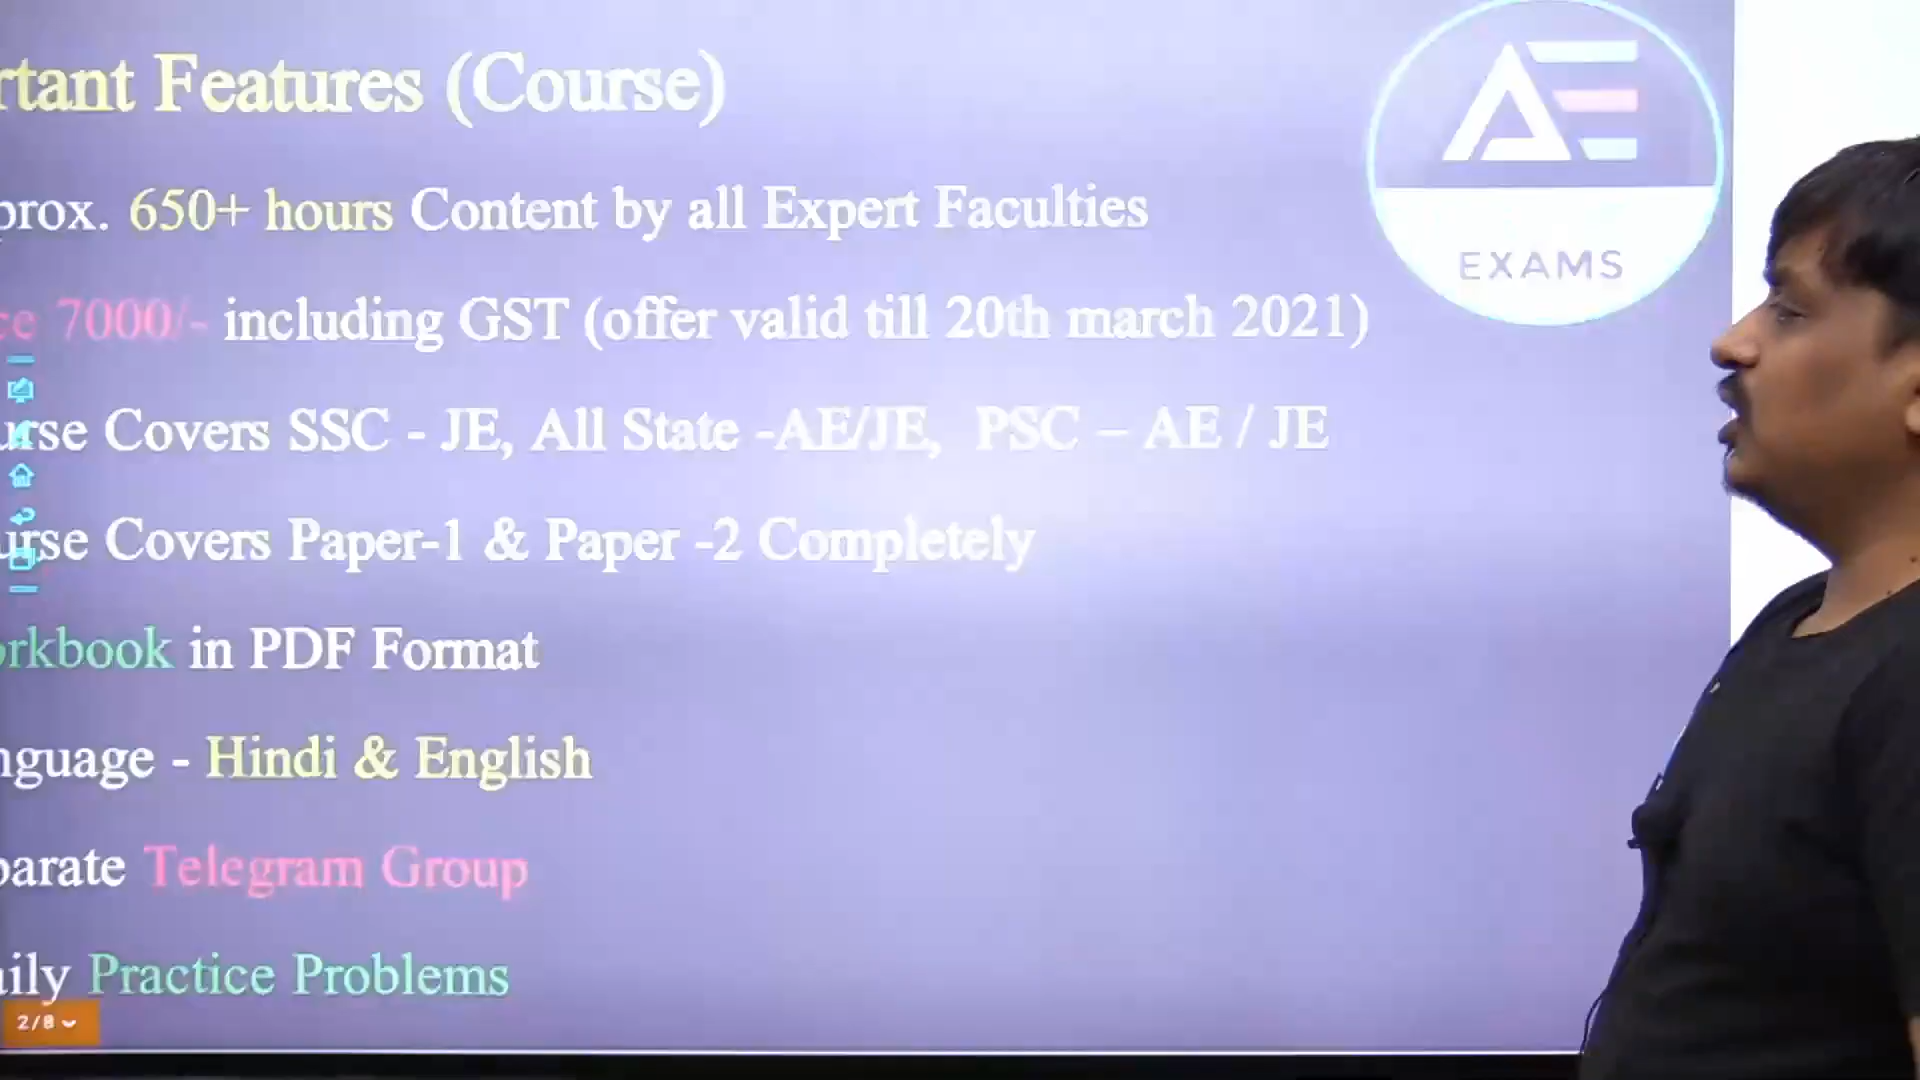 rtant Features (Course)
prox. 650+ hours Content by all Expert Faculties
ce 7000/- including GST (offer valid till 20th march 2021)
urse Covers SSC - JE, All State -AE/JE, PSC – AE / JE
urse Covers Paper-1 & Paper -2 Completely
orkbook in PDF Format
nguage - Hindi & English
parate Telegram Group
aily Practice Problems
2/8
AE
EXAMS